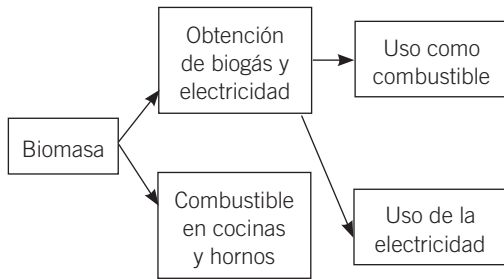 Biomasa
Obtención
de biogás y
electricidad
Combustible
en cocinas
y hornos
Uso como
combustible
Uso de la
electricidad